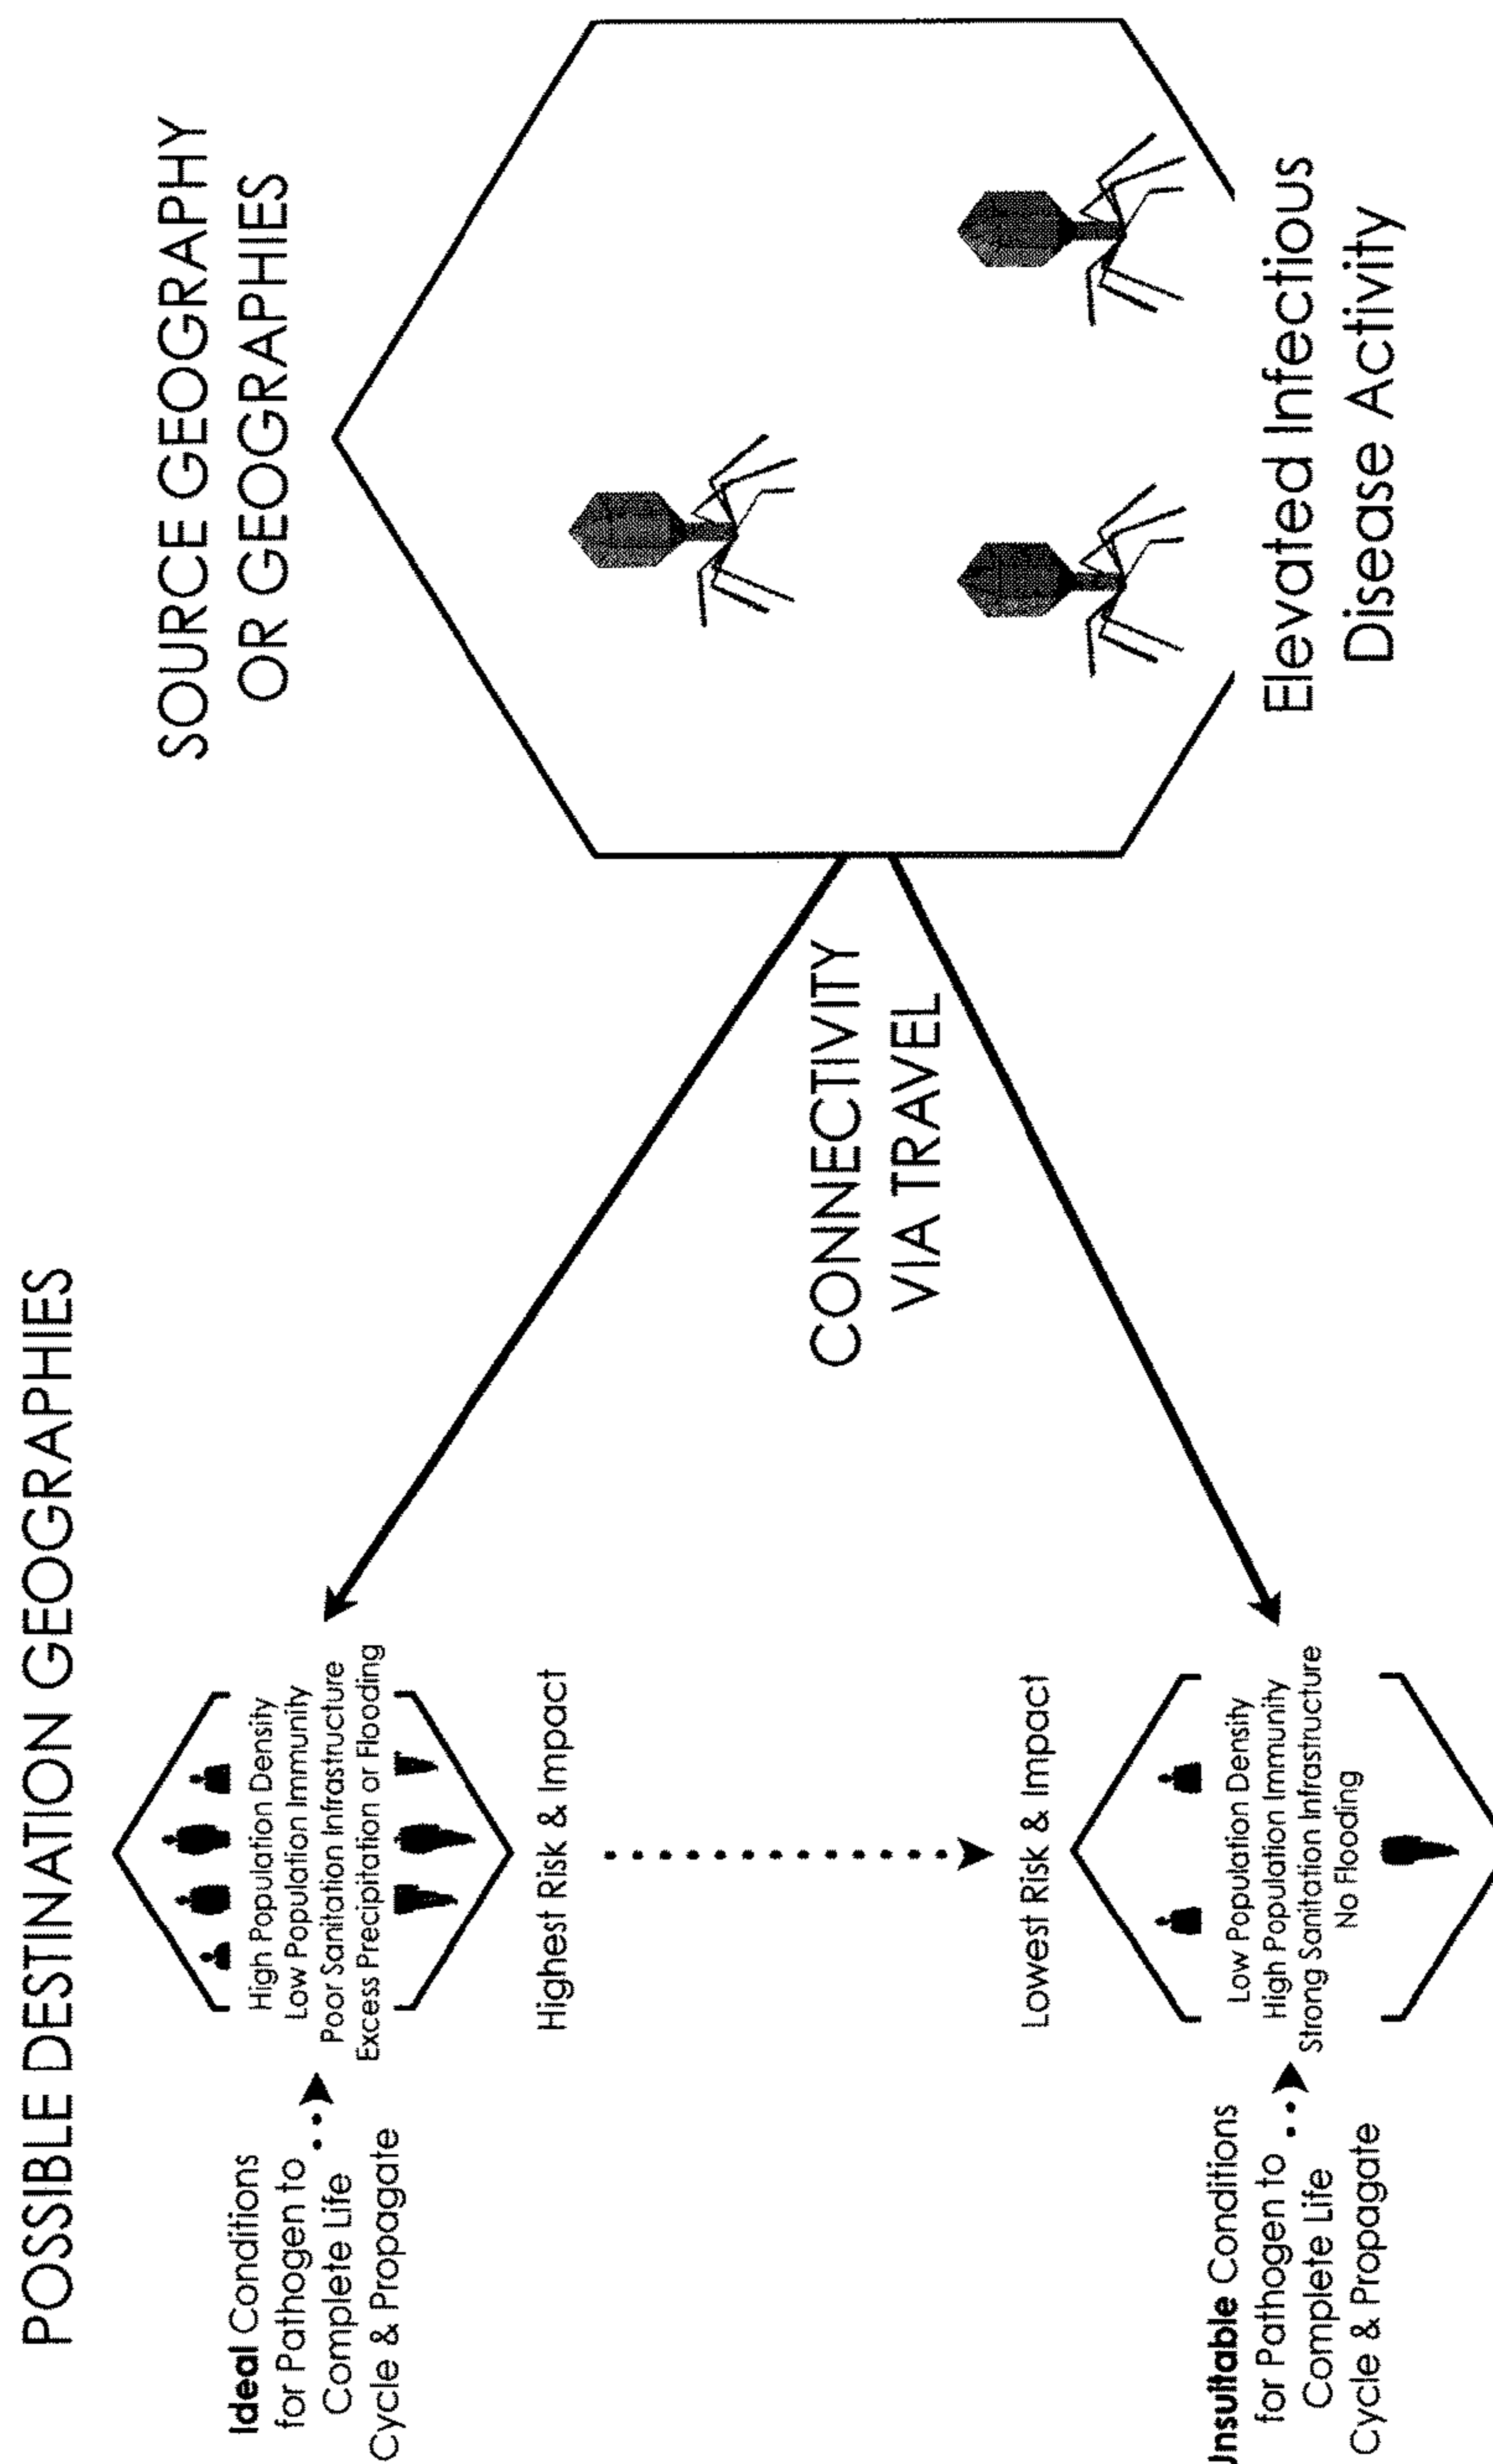 POSSIBLE DESTINATION GEOGRAPHIES
SOURCE GEOGRAPHY
OR GEOGRAPHIES
Ideal Conditions
for Pathogen to
Complete Life
Cycle & Propagate
High Population Density
Low Population Immunity
Poor Sanitation Infrastructure
Excess Precipitation or Flooding
Highest Risk & Impact
CONNECTIVITY
VIA TRAVEL
Lowest Risk & Impact
Unsuitable Conditions
for Pathogen to
Complete Life
Cycle & Propagate
Low Population Density
High Population Immunity
Strong Sanitation Infrastructure
No Flooding
Elevated Infectious
Disease Activity